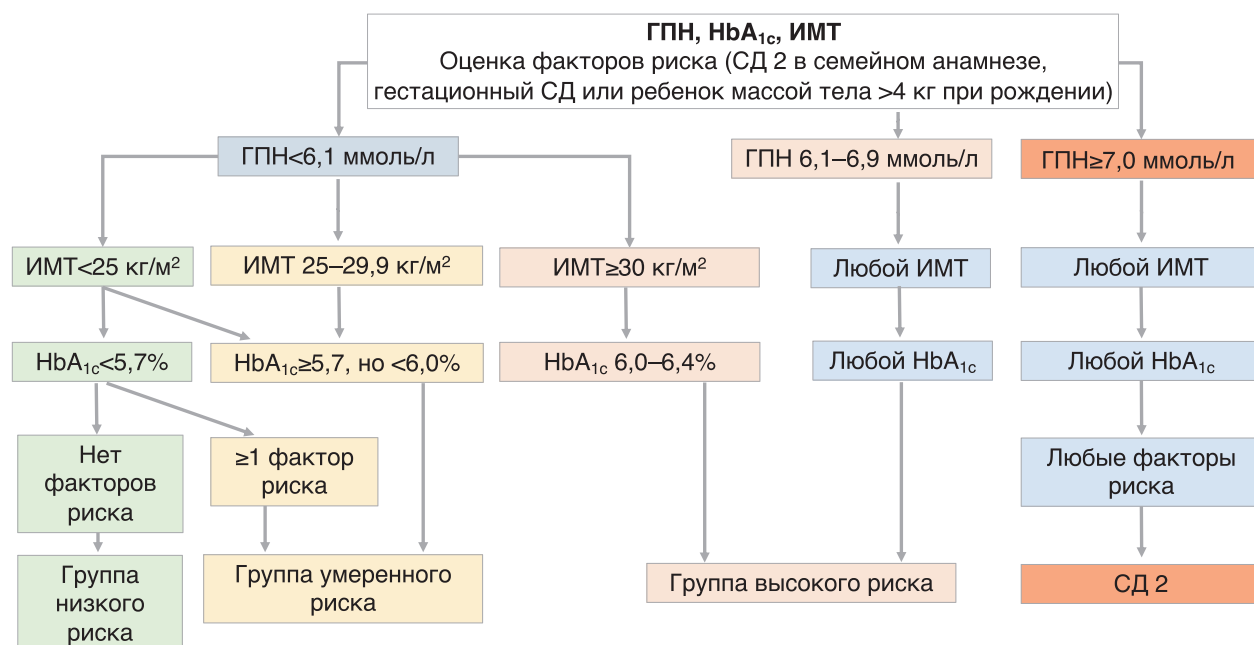 ГПН, HbA1c, ИМТ
Оценка факторов риска (СД 2 в семейном анамнезе,
гестационный СД или ребенок массой тела >4 кг при рождении)
ГПН<6,1 ммоль/л
ГПН 6,1–6,9 ммоль/л
ГПН≥7,0 ммоль/л
ИМТ<25 кг/м²
ИМТ 25–29,9 кг/м²
ИМТ≥30 кг/м²
Любой ИМТ
Любой ИМТ
HbA1c<5,7%
HbA1c≥5,7, но <6,0%
HbA1c 6,0–6,4%
Любой HbA1c
Любой HbA1c
Нет
факторов
риска
≥1 фактор
риска
Любые факторы
риска
Группа
низкого
риска
Группа умеренного
риска
Группа высокого риска
СД 2